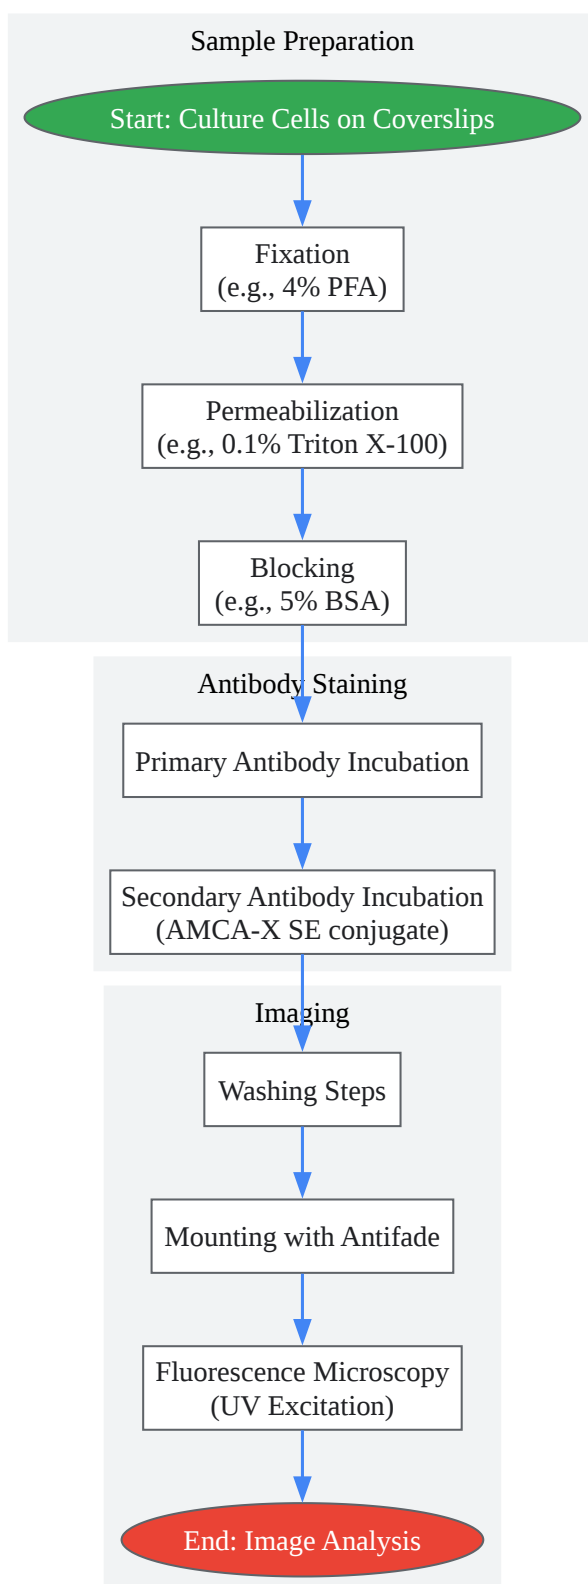 Sample Preparation
Start: Culture Cells on Coverslips
Fixation
(e.g., 4% PFA)
Permeabilization
(e.g., 0.1% Triton X-100)
Blocking
(e.g., 5% BSA)
Antibody Staining
Primary Antibody Incubation
Secondary Antibody Incubation
(AMCA-X SE conjugate)
Imaging
Washing Steps
Mounting with Antifade
Fluorescence Microscopy
(UV Excitation)
End: Image Analysis